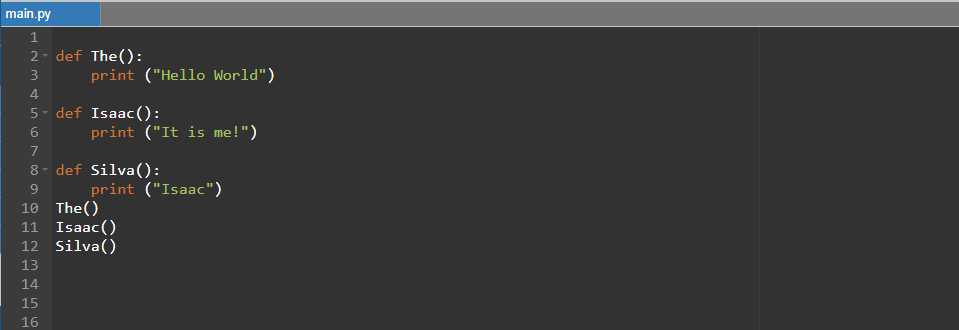 main.py
1
2 def The():
3     print ("Hello World")
4
5 def Isaac():
6     print ("It is me!")
7
8 def Silva():
9     print ("Isaac")
10 The()
11 Isaac()
12 Silva()
13
14
15
16